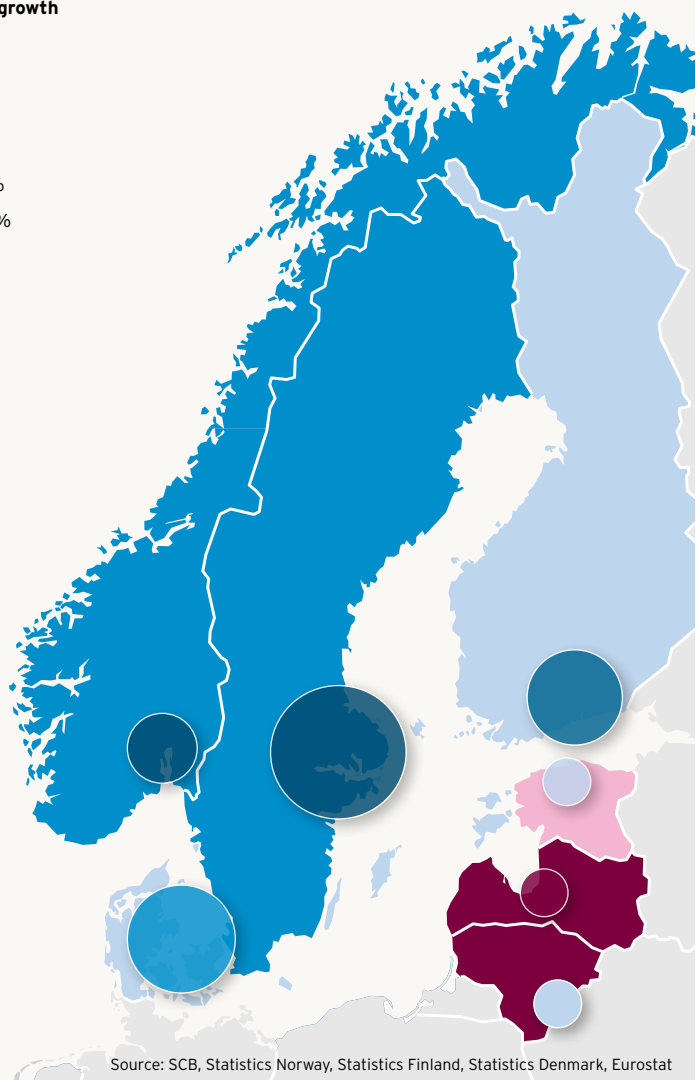 growth
%
%
Source: SCB, Statistics Norway, Statistics Finland, Statistics Denmark, Eurostat